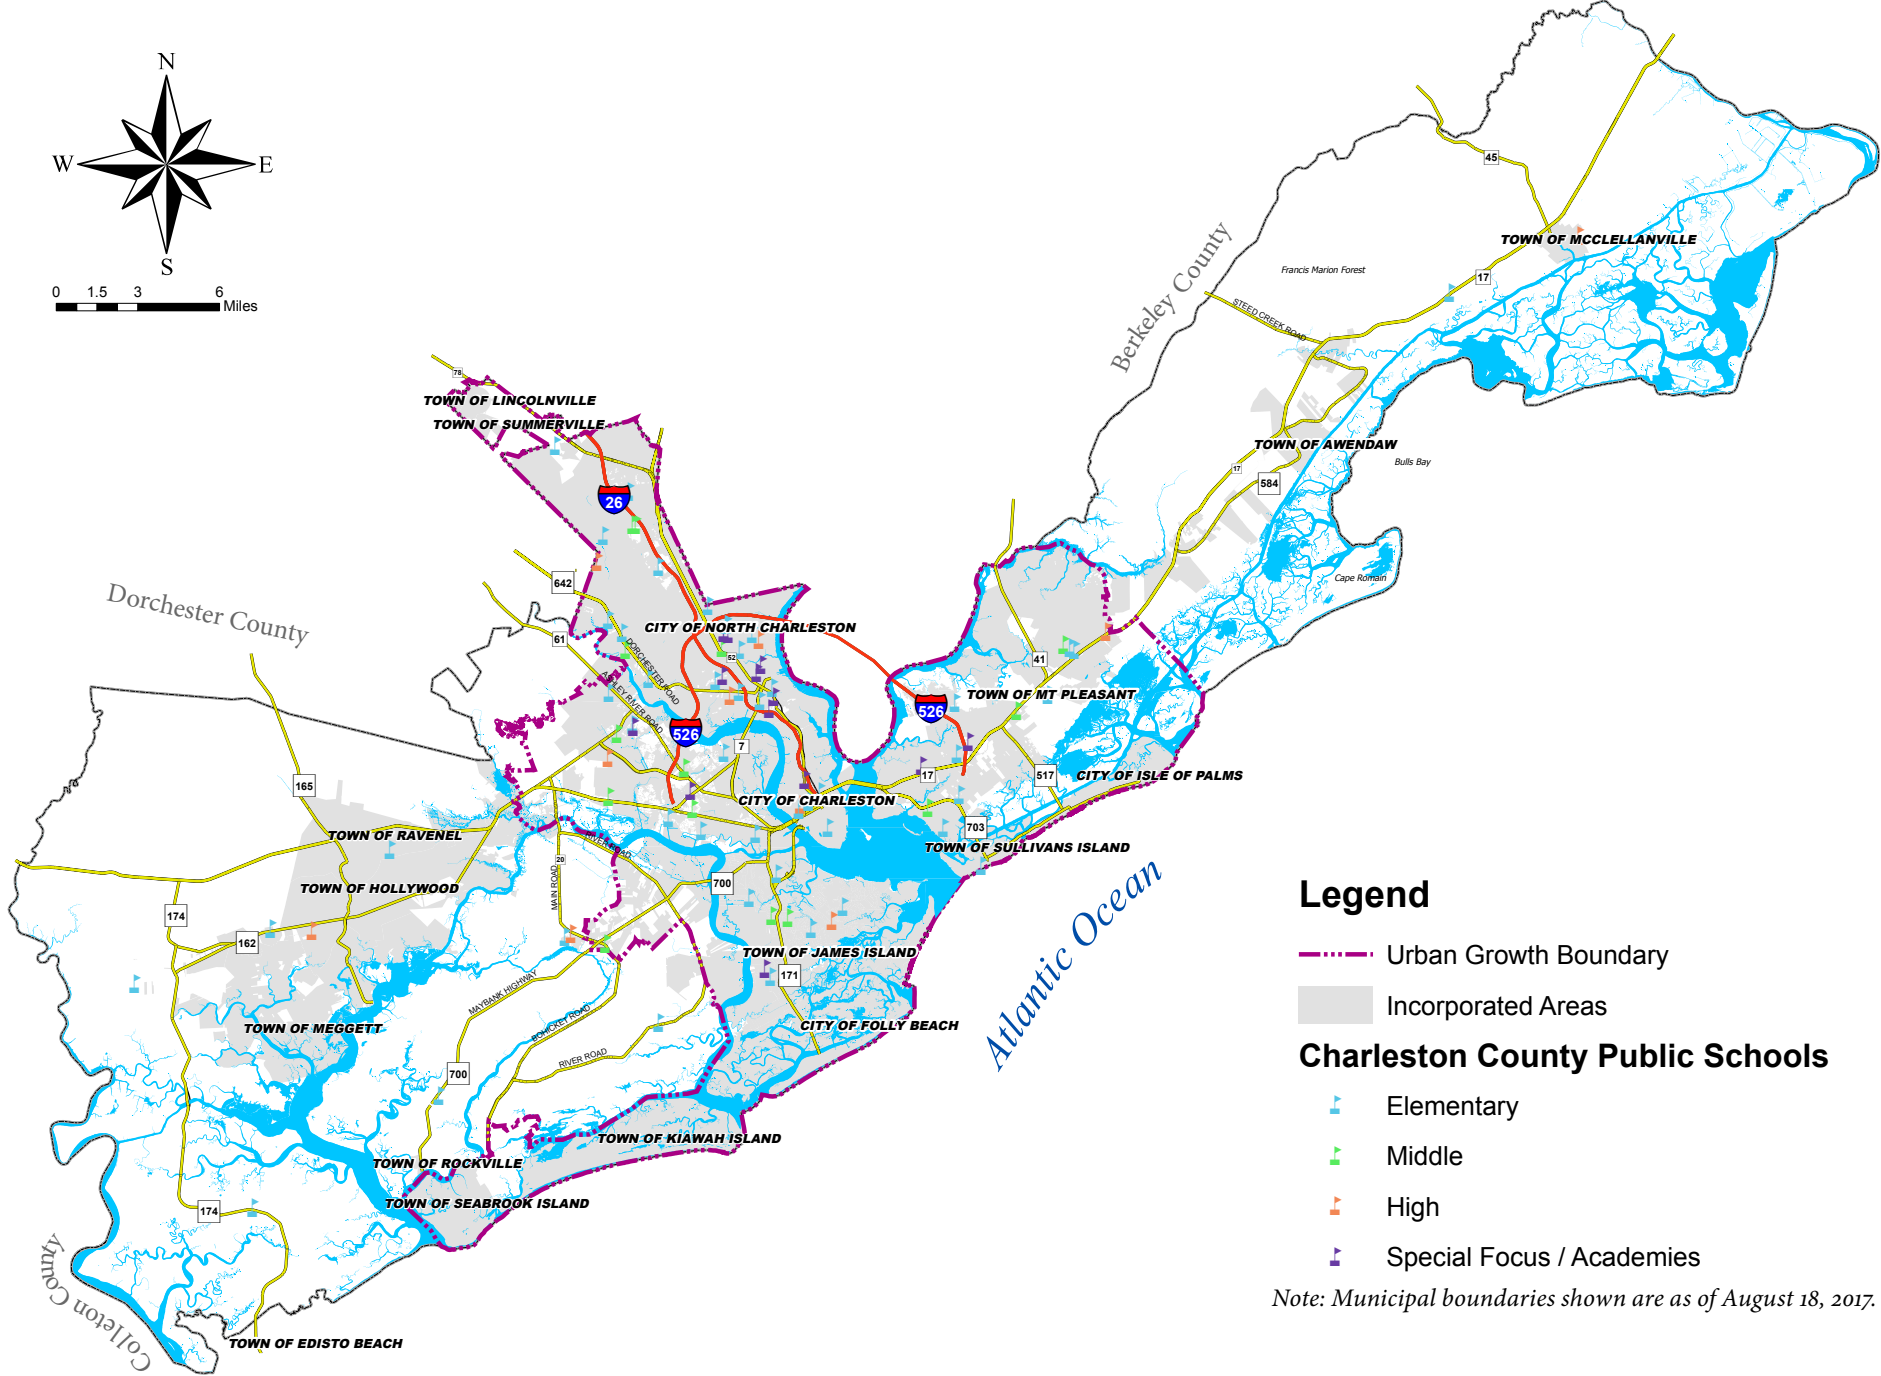 N
W
E
S
0 1.5 3 6
Miles
45
TOWN OF MCCLELLANVILLE
Berkeley County
Francis Marion Forest
17
STEED CREEK ROAD
78
TOWN OF LINCOLNVILLE
TOWN OF SUMMERVILLE
TOWN OF AWENDAW
Bulls Bay
17
584
26
Cape Romain
642
Dorchester County
61
CITY OF NORTH CHARLESTON
52
DORCHESTER ROAD
ASHLEY RIVER ROAD
41
TOWN OF MT PLEASANT
526
526
7
17
517
CITY OF ISLE OF PALMS
165
CITY OF CHARLESTON
703
TOWN OF RAVENEL
RIVER ROAD
TOWN OF SULLIVANS ISLAND
20
MAIN ROAD
TOWN OF HOLLYWOOD
700
174
162
TOWN OF JAMES ISLAND
171
MAYBANK HIGHWAY
BOHICKET ROAD
TOWN OF MEGGETT
CITY OF FOLLY BEACH
RIVER ROAD
Atlantic Ocean
700
TOWN OF KIAWAH ISLAND
TOWN OF ROCKVILLE
TOWN OF SEABROOK ISLAND
174
Colleton County
TOWN OF EDISTO BEACH
Legend
Urban Growth Boundary
Incorporated Areas
Charleston County Public Schools
Elementary
Middle
High
Special Focus / Academies
Note: Municipal boundaries shown are as of August 18, 2017.